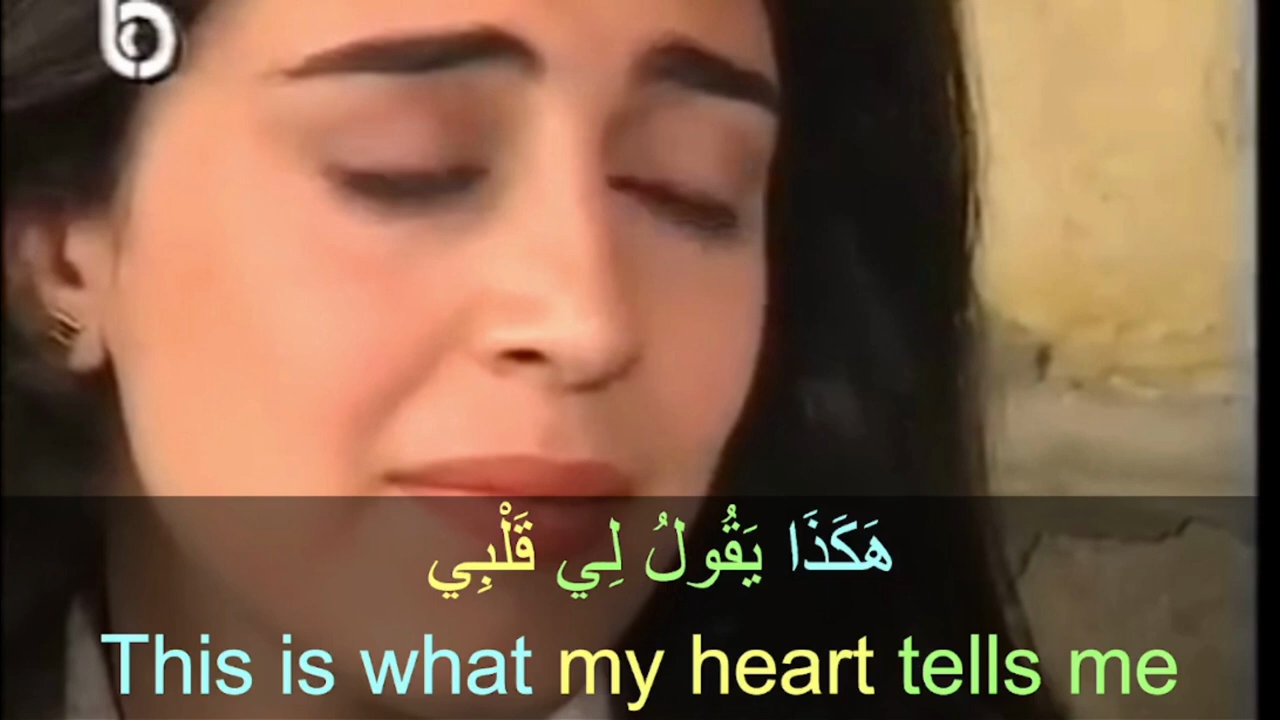 هَكَذَا يَقُولُ لِي قَلْبِي
This is what my heart tells me